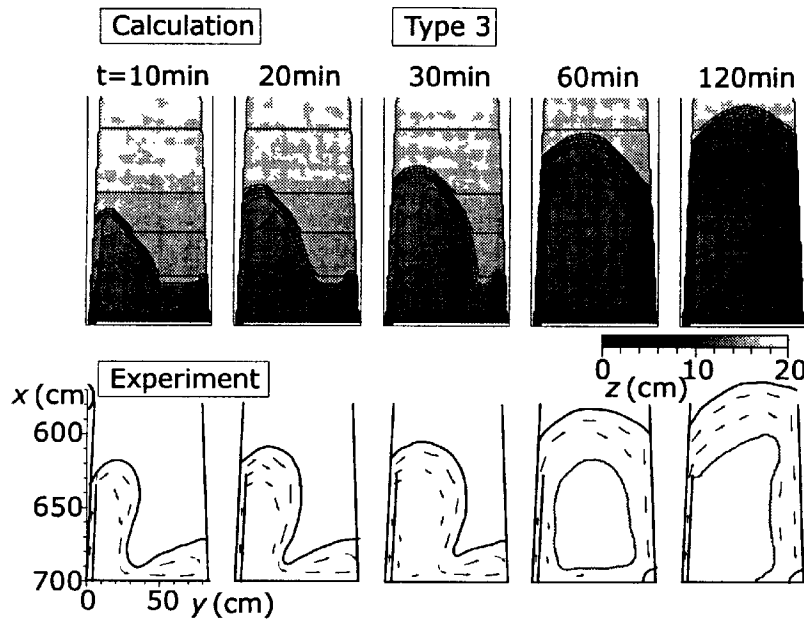 Calculation Type 3
t=10min 20min 30min 60min 120min
0 10 20
z (cm)
Experiment
x (cm)
600
650
700
0 50
y (cm)